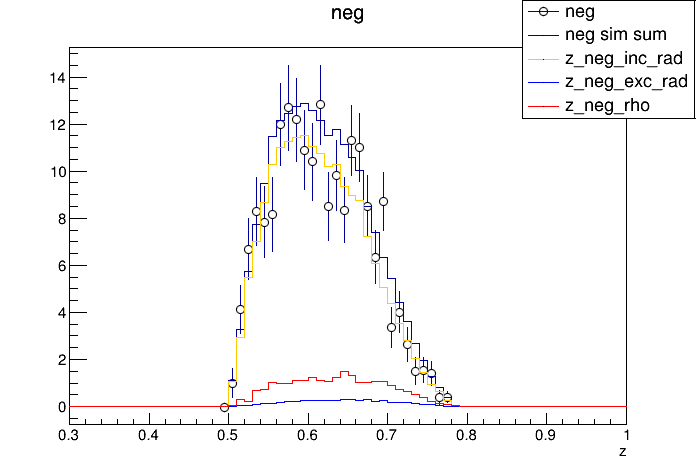 neg
neg
neg sim sum
z_neg_inc_rad
z_neg_exc_rad
z_neg_rho
14
12
10
8
6
4
2
0
0.3 0.4 0.5 0.6 0.7 0.8 0.9 1
z